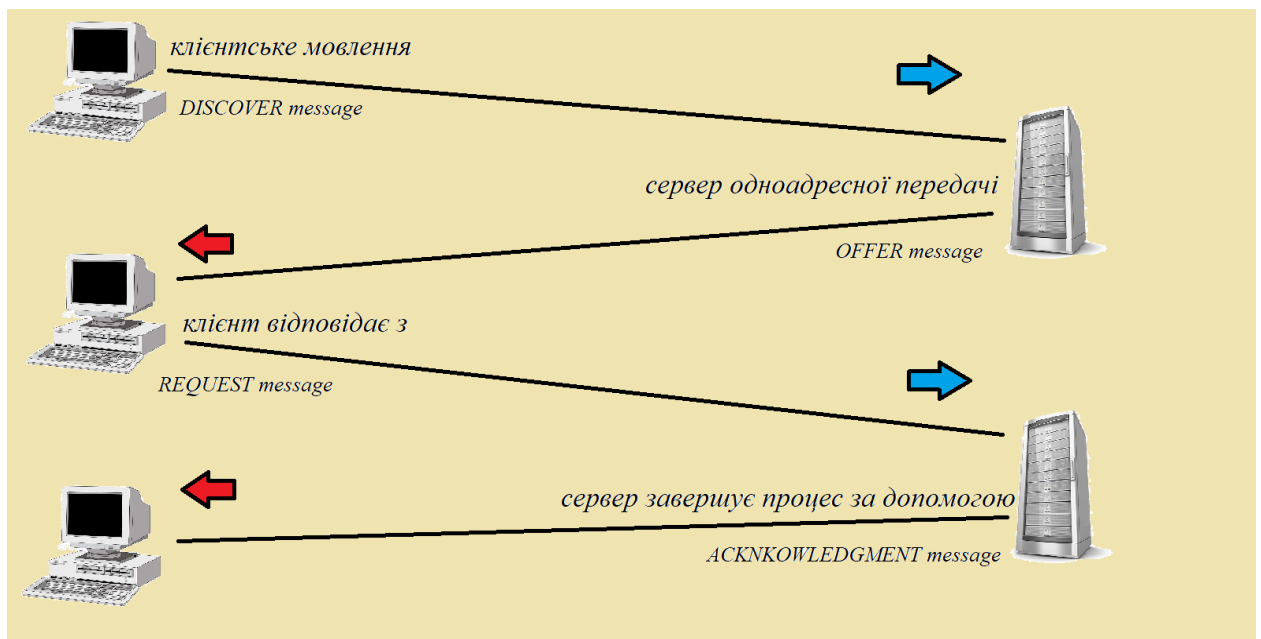 клієнтське мовлення
DISCOVER message
сервер одноадресної передачі
OFFER message
клієнт відповідає з
REQUEST message
сервер завершує процес за допомогою
ACKNKOWLEDGMENT message